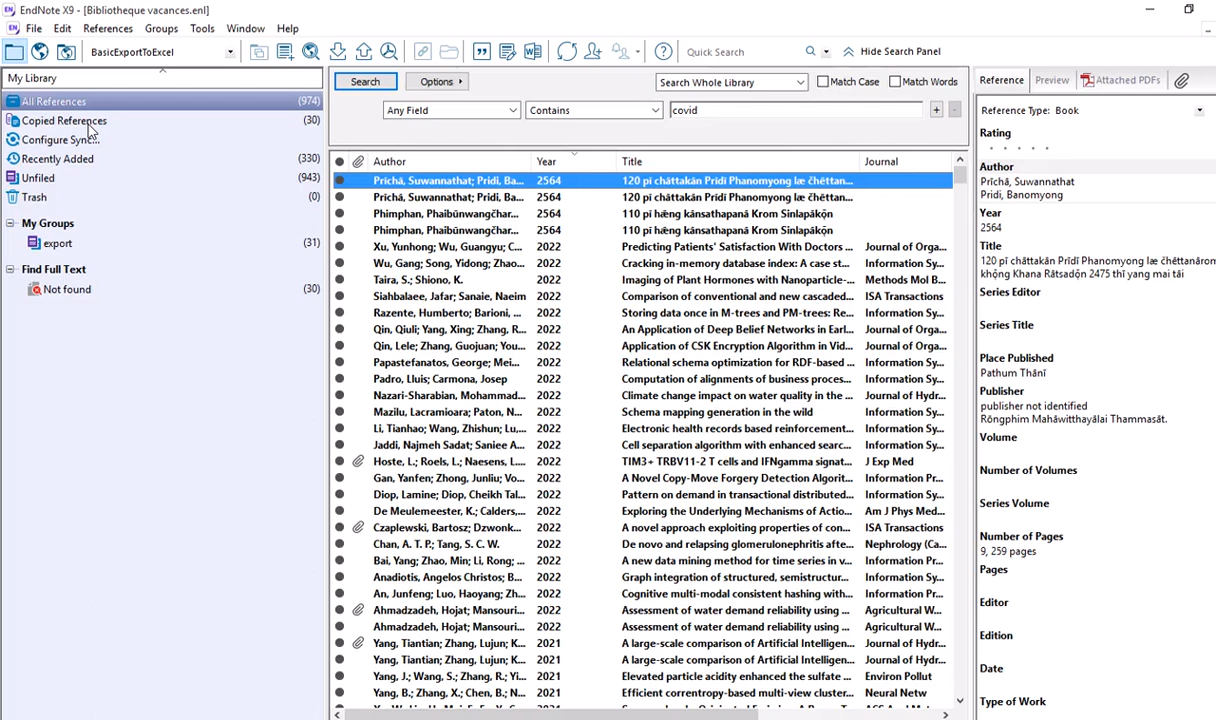 EndNote X9 - [Bibliotheque vacances.enl]
File Edit References Groups Tools Window Help
BasicExportToExcel Quick Search Hide Search Panel
My Library
All References (974)
Copied References (30)
Configure Sync...
Recently Added (330)
Unfiled (943)
Trash (0)
My Groups
export (31)
Find Full Text
Not found (30)
Search Options Search Whole Library Match Case Match Words
Any Field Contains covid + -
Author Year Title Journal
Prīchā, Suwannathat; Pridi, Ba... 2564 120 pī chāttakān Prīdī Phanomyong læ čhēttan...
Prīchā, Suwannathat; Pridi, Ba... 2564 120 pī chāttakān Prīdī Phanomyong læ čhēttan...
Phimphan, Phaibūnwangčhar... 2564 110 pī hǣng kānsathāpanā Krom Sinlapākō̜n
Phimphan, Phaibūnwangčhar... 2564 110 pī hǣng kānsathāpanā Krom Sinlapākō̜n
Xu, Yunhong; Wu, Guangyu; C... 2022 Predicting Patients' Satisfaction With Doctors ... Journal of Orga...
Wu, Gang; Song, Yidong; Zhao... 2022 Cracking in-memory database index: A case st... Information Sy...
Taira, S.; Shiono, K. 2022 Imaging of Plant Hormones with Nanoparticle-... Methods Mol B...
Siahbalaee, Jafar; Sanaie, Naeim 2022 Comparison of conventional and new cascaded... ISA Transactions
Razente, Humberto; Barioni, ... 2022 Storing data once in M-trees and PM-trees: Re... Information Sy...
Qin, Qiuli; Yang, Xing; Zhang, R... 2022 An Application of Deep Belief Networks in Earl... Journal of Orga...
Qin, Lele; Zhang, Guojuan; You... 2022 Application of CSK Encryption Algorithm in Vid... Journal of Orga...
Papastefanatos, George; Mei... 2022 Relational schema optimization for RDF-based ... Information Sy...
Padro, Lluis; Carmona, Josep 2022 Computation of alignments of business proces... Information Sy...
Nazari-Sharabian, Mohammad... 2022 Climate change impact on water quality in the ... Journal of Hydr...
Mazilu, Lacramioara; Paton, N... 2022 Schema mapping generation in the wild Information Sy...
Li, Tianhao; Wang, Zhishun; Lu,... 2022 Electronic health records based reinforcement... Information Sy...
Jaddi, Najmeh Sadat; Saniee A... 2022 Cell separation algorithm with enhanced searc... Information Sy...
Hoste, L.; Roels, L.; Naesens, L.... 2022 TIM3+ TRBV11-2 T cells and IFNgamma signat... J Exp Med
Gan, Yanfen; Zhong, Junliu; Vo... 2022 A Novel Copy-Move Forgery Detection Algorit... Information Pr...
Diop, Lamine; Diop, Cheikh Tal... 2022 Pattern on demand in transactional distributed... Information Sy...
De Meulemeester, K.; Calders,... 2022 Exploring the Underlying Mechanisms of Actio... Am J Phys Med...
Czaplewski, Bartosz; Dzwonk... 2022 A novel approach exploiting properties of con... ISA Transactions
Chan, A. T. P.; Tang, S. C. W. 2022 De novo and relapsing glomerulonephritis afte... Nephrology (Ca...
Bai, Yang; Zhao, Min; Li, Rong; ... 2022 A new data mining method for time series in v... Information Pr...
Anadiotis, Angelos Christos; B... 2022 Graph integration of structured, semistructur... Information Sy...
An, Junfeng; Luo, Haoyang; Zh... 2022 Cognitive multi-modal consistent hashing with... Information Pr...
Ahmadzadeh, Hojat; Mansouri... 2022 Assessment of water demand reliability using ... Agricultural W...
Ahmadzadeh, Hojat; Mansouri... 2022 Assessment of water demand reliability using ... Agricultural W...
Yang, Tiantian; Zhang, Lujun; K... 2021 A large-scale comparison of Artificial Intelligen... Journal of Hydr...
Yang, Tiantian; Zhang, Lujun; K... 2021 A large-scale comparison of Artificial Intelligen... Journal of Hydr...
Yang, J.; Wang, S.; Zhang, R.; Yi... 2021 Elevated particle acidity enhanced the sulfate ... Environ Pollut
Yang, B.; Zhang, X.; Chen, B.; N... 2021 Efficient correntropy-based multi-view cluster... Neural Netw
Reference Preview Attached PDFs
Reference Type: Book
Rating
Author
Prīchā, Suwannathat
Pridi, Banomyong
Year
2564
Title
120 pī chāttakān Prīdī Phanomyong læ čhēttanārom
khō̜ng Khana Rātsadō̜n 2475 thī yang mai tāi
Series Editor
Series Title
Place Published
Pathum Thānī
Publisher
publisher not identified
Rōngphim Mahāwitthayālai Thammasāt.
Volume
Number of Volumes
Series Volume
Number of Pages
9, 259 pages
Pages
Editor
Edition
Date
Type of Work